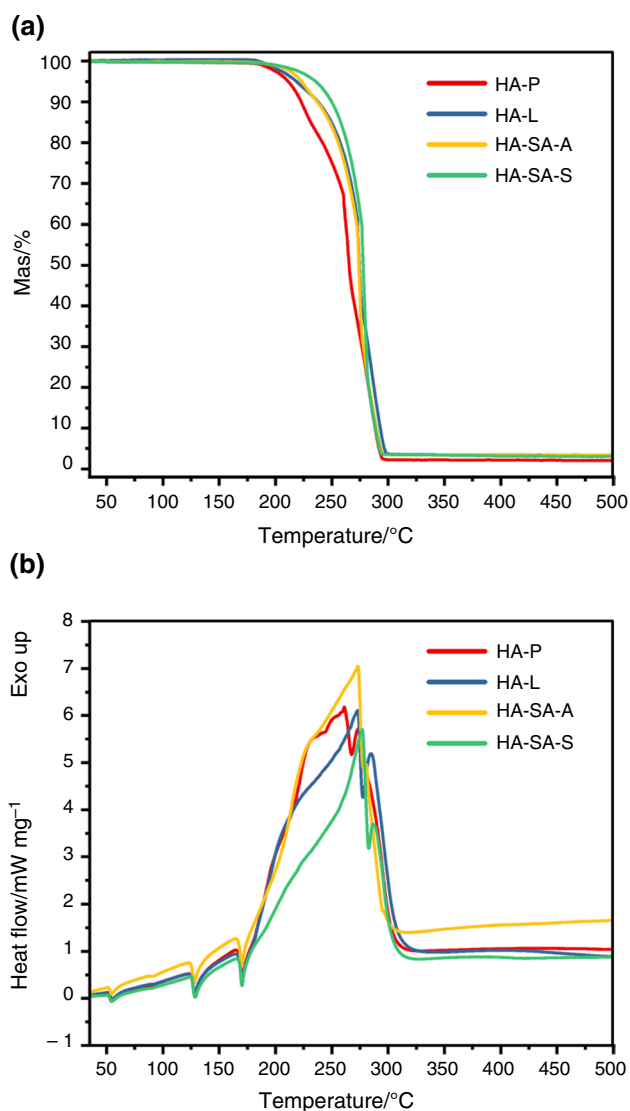 (a)
100
90
80
70
60
50
40
30
20
10
0
Mas/%
HA-P
HA-L
HA-SA-A
HA-SA-S
50 100 150 200 250 300 350 400 450 500
Temperature/°C
(b)
8
7
6
5
4
3
2
1
0
– 1
Exo up
Heat flow/mW mg–1
HA-P
HA-L
HA-SA-A
HA-SA-S
50 100 150 200 250 300 350 400 450 500
Temperature/°C